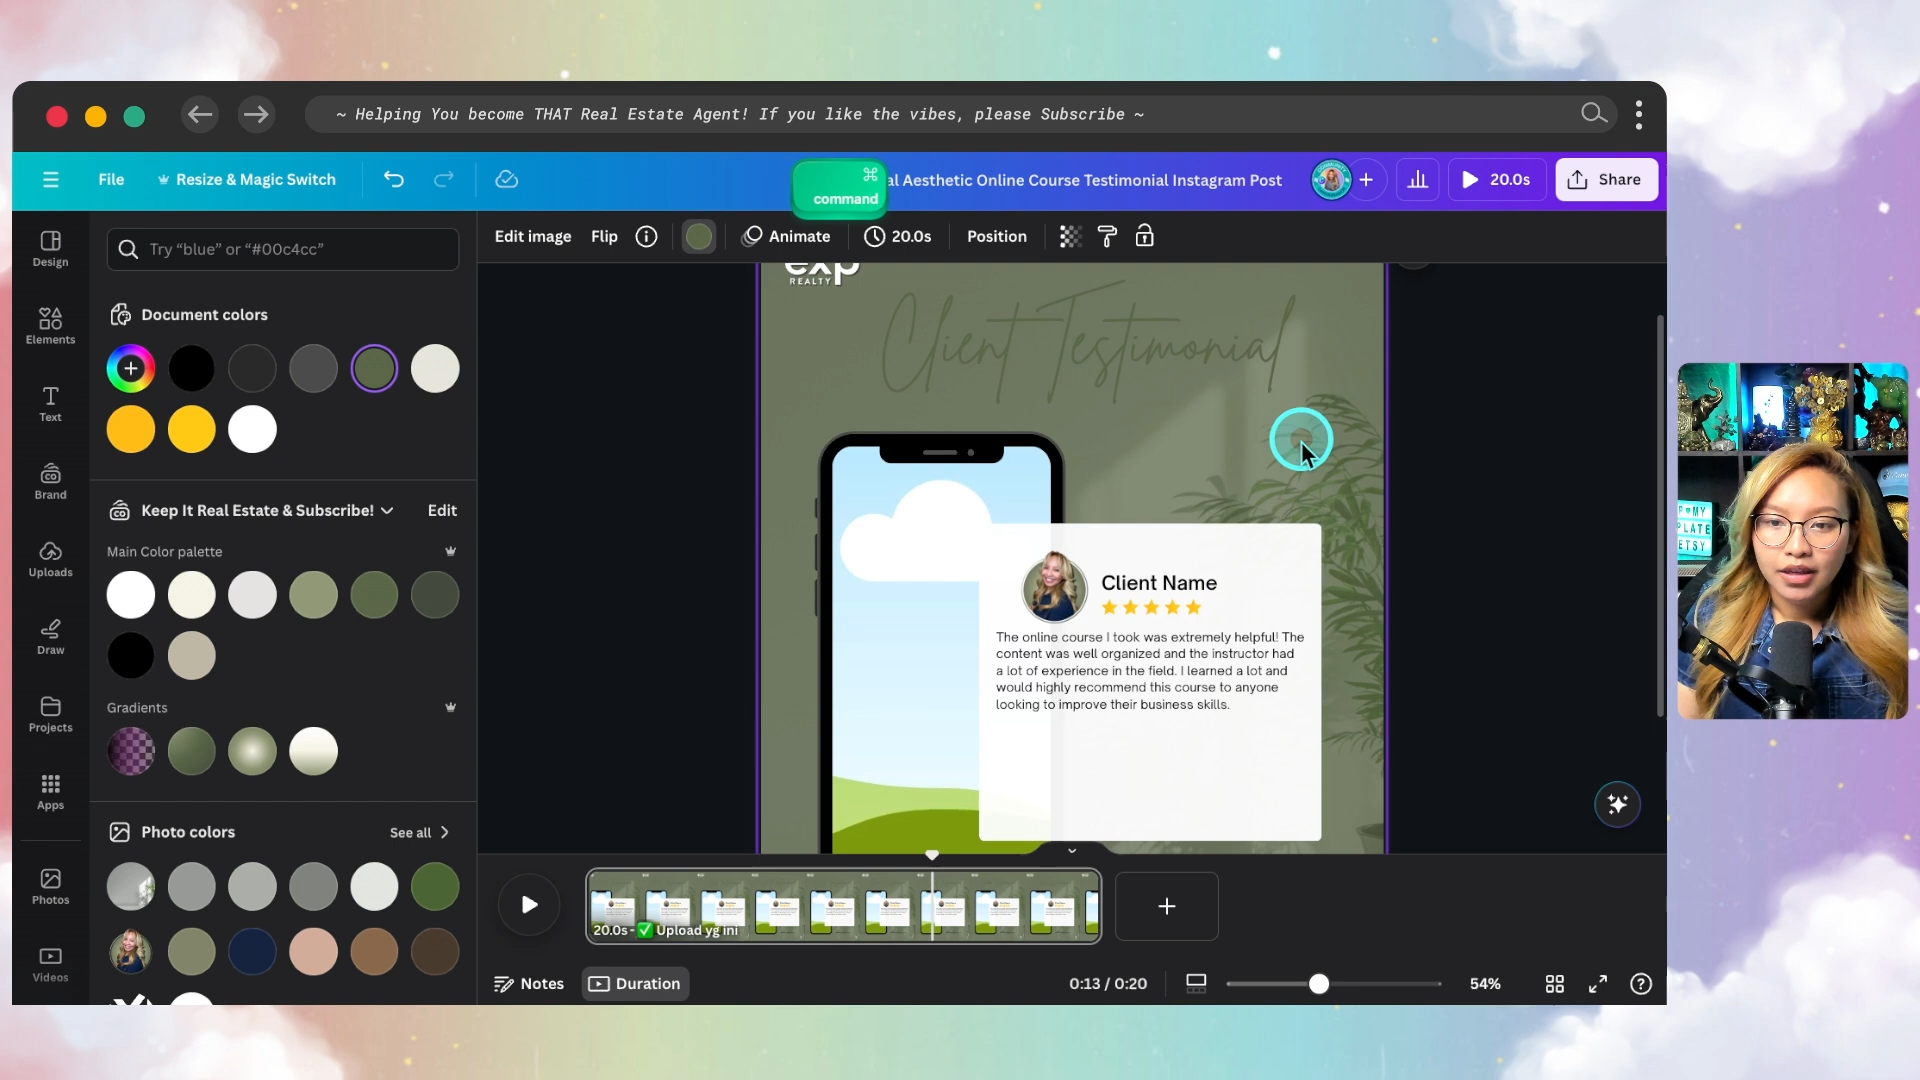 ~ Helping You become THAT Real Estate Agent! If you like the vibes, please Subscribe ~
File
Resize & Magic Switch
⌘
command
al Aesthetic Online Course Testimonial Instagram Post
20.0s
Share
Design
Elements
Text
Brand
Uploads
Draw
Projects
Apps
Photos
Videos
Try “blue” or “#00c4cc”
Edit image
Flip
Animate
20.0s
Position
Document colors
Keep It Real Estate & Subscribe!
Edit
Main Color palette
Gradients
Photo colors
See all
exp
REALTY
Client Testimonial
Client Name
The online course I took was extremely helpful! The
content was well organized and the instructor had
a lot of experience in the field. I learned a lot and
would highly recommend this course to anyone
looking to improve their business skills.
20.0s - ✅ Upload yg ini
Notes
Duration
0:13 / 0:20
54%
P♥MY
PLATE
ETSY